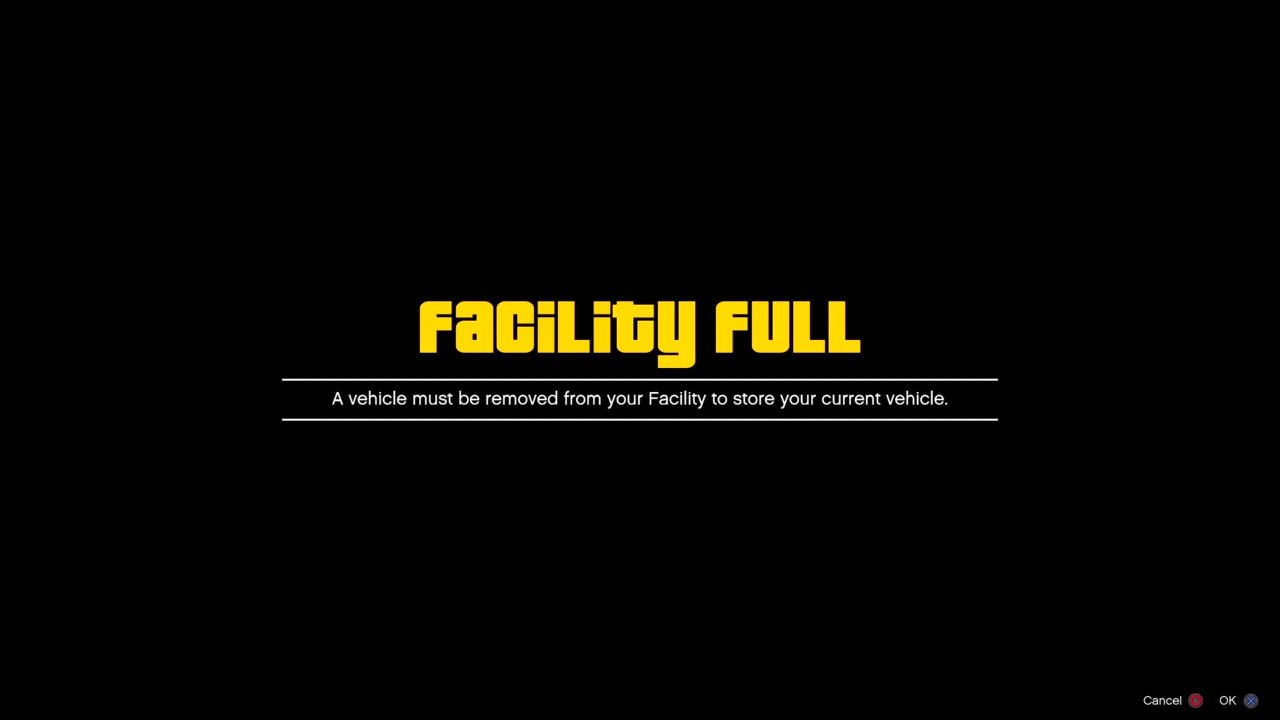 Facility Full
A vehicle must be removed from your Facility to store your current vehicle.
Cancel OK